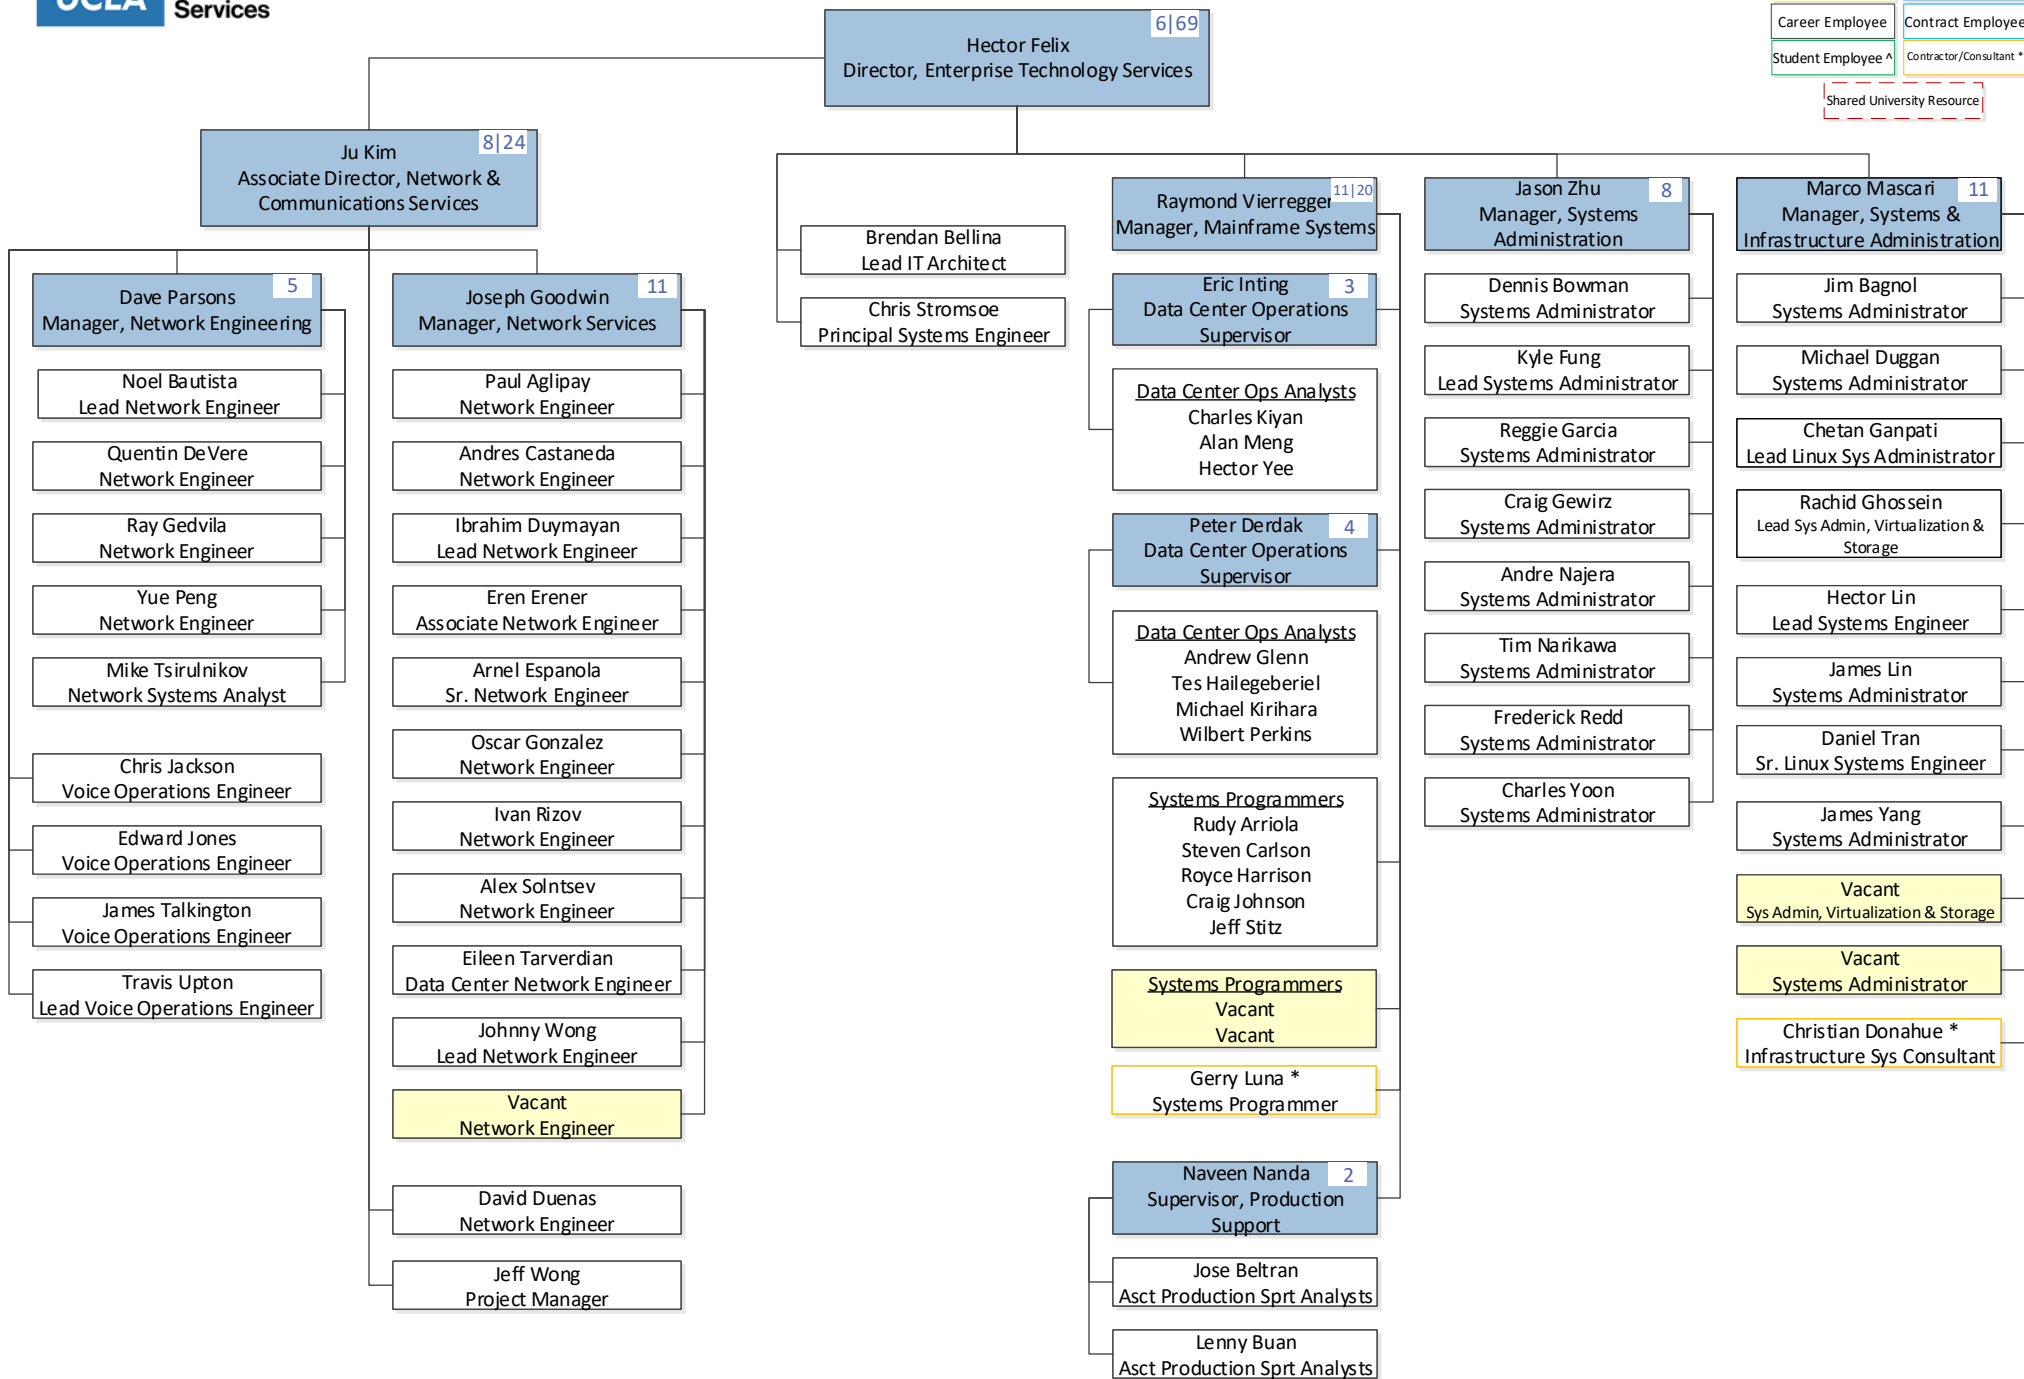 UCLA
Services
Career Employee
Contract Employee
Student Employee ^
Contractor/Consultant *
Shared University Resource
6|69
Hector Felix
Director, Enterprise Technology Services
8|24
Ju Kim
Associate Director, Network &
Communications Services
5
Dave Parsons
Manager, Network Engineering
Noel Bautista
Lead Network Engineer
Quentin DeVere
Network Engineer
Ray Gedvila
Network Engineer
Yue Peng
Network Engineer
Mike Tsirulnikov
Network Systems Analyst
Chris Jackson
Voice Operations Engineer
Edward Jones
Voice Operations Engineer
James Talkington
Voice Operations Engineer
Travis Upton
Lead Voice Operations Engineer
11
Joseph Goodwin
Manager, Network Services
Paul Aglipay
Network Engineer
Andres Castaneda
Network Engineer
Ibrahim Duymayan
Lead Network Engineer
Eren Erener
Associate Network Engineer
Arnel Espanola
Sr. Network Engineer
Oscar Gonzalez
Network Engineer
Ivan Rizov
Network Engineer
Alex Solntsev
Network Engineer
Eileen Tarverdian
Data Center Network Engineer
Johnny Wong
Lead Network Engineer
Vacant
Network Engineer
David Duenas
Network Engineer
Jeff Wong
Project Manager
Brendan Bellina
Lead IT Architect
Chris Stromsoe
Principal Systems Engineer
11|20
Raymond Vierregger
Manager, Mainframe Systems
3
Eric Inting
Data Center Operations
Supervisor
Data Center Ops Analysts
Charles Kiyan
Alan Meng
Hector Yee
4
Peter Derdak
Data Center Operations
Supervisor
Data Center Ops Analysts
Andrew Glenn
Tes Hailegeberiel
Michael Kirihara
Wilbert Perkins
Systems Programmers
Rudy Arriola
Steven Carlson
Royce Harrison
Craig Johnson
Jeff Stitz
Systems Programmers
Vacant
Vacant
Gerry Luna *
Systems Programmer
2
Naveen Nanda
Supervisor, Production
Support
Jose Beltran
Asct Production Sprt Analysts
Lenny Buan
Asct Production Sprt Analysts
8
Jason Zhu
Manager, Systems
Administration
Dennis Bowman
Systems Administrator
Kyle Fung
Lead Systems Administrator
Reggie Garcia
Systems Administrator
Craig Gewirz
Systems Administrator
Andre Najera
Systems Administrator
Tim Narikawa
Systems Administrator
Frederick Redd
Systems Administrator
Charles Yoon
Systems Administrator
11
Marco Mascari
Manager, Systems &
Infrastructure Administration
Jim Bagnol
Systems Administrator
Michael Duggan
Systems Administrator
Chetan Ganpati
Lead Linux Sys Administrator
Rachid Ghossein
Lead Sys Admin, Virtualization &
Storage
Hector Lin
Lead Systems Engineer
James Lin
Systems Administrator
Daniel Tran
Sr. Linux Systems Engineer
James Yang
Systems Administrator
Vacant
Sys Admin, Virtualization & Storage
Vacant
Systems Administrator
Christian Donahue *
Infrastructure Sys Consultant